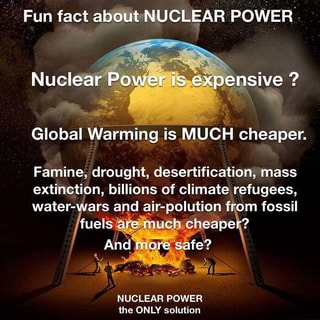 Fun fact about NUCLEAR POWER
Nuclear Power is expensive ?
Global Warming is MUCH cheaper.
Famine, drought, desertification, mass
extinction, billions of climate refugees,
water-wars and air-polution from fossil
fuels are much cheaper?
And more safe?
NUCLEAR POWER
the ONLY solution